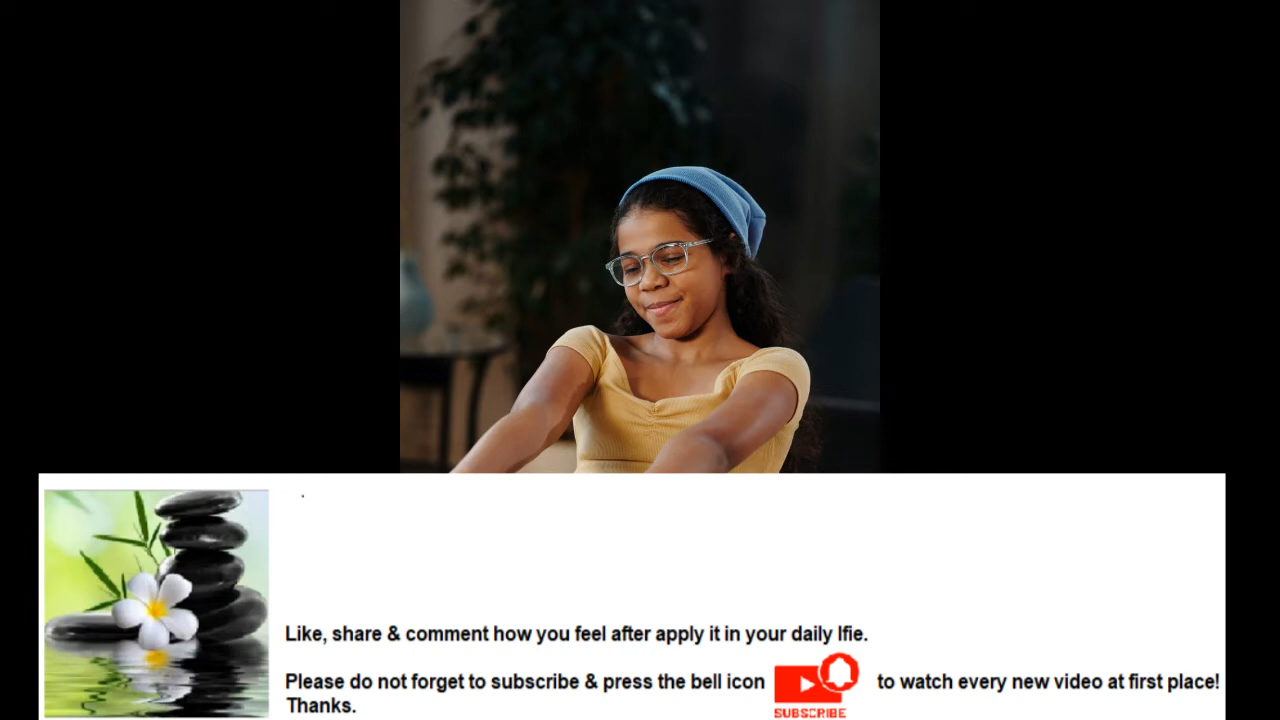 Like, share & comment how you feel after apply it in your daily lfie.
Please do not forget to subscribe & press the bell icon SUBSCRIBE to watch every new video at first place!
Thanks.